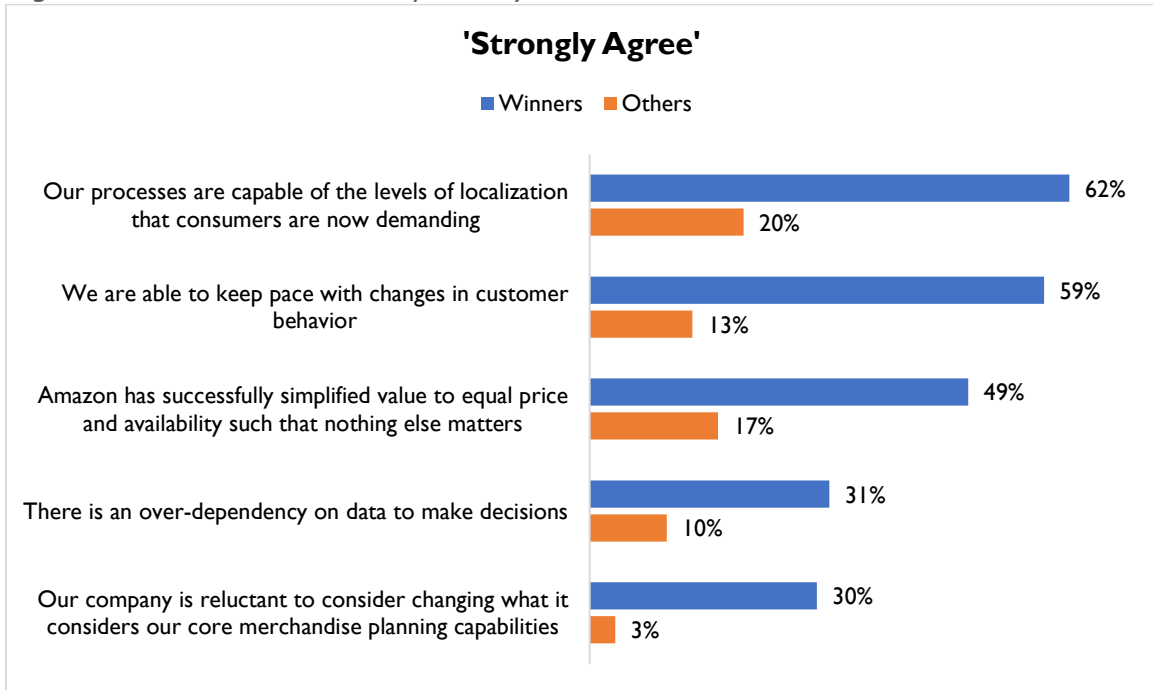 'Strongly Agree'
Winners Others
Our processes are capable of the levels of localization
that consumers are now demanding
62%
20%
We are able to keep pace with changes in customer
behavior
59%
13%
Amazon has successfully simplified value to equal price
and availability such that nothing else matters
49%
17%
There is an over-dependency on data to make decisions
31%
10%
Our company is reluctant to consider changing what it
considers our core merchandise planning capabilities
30%
3%